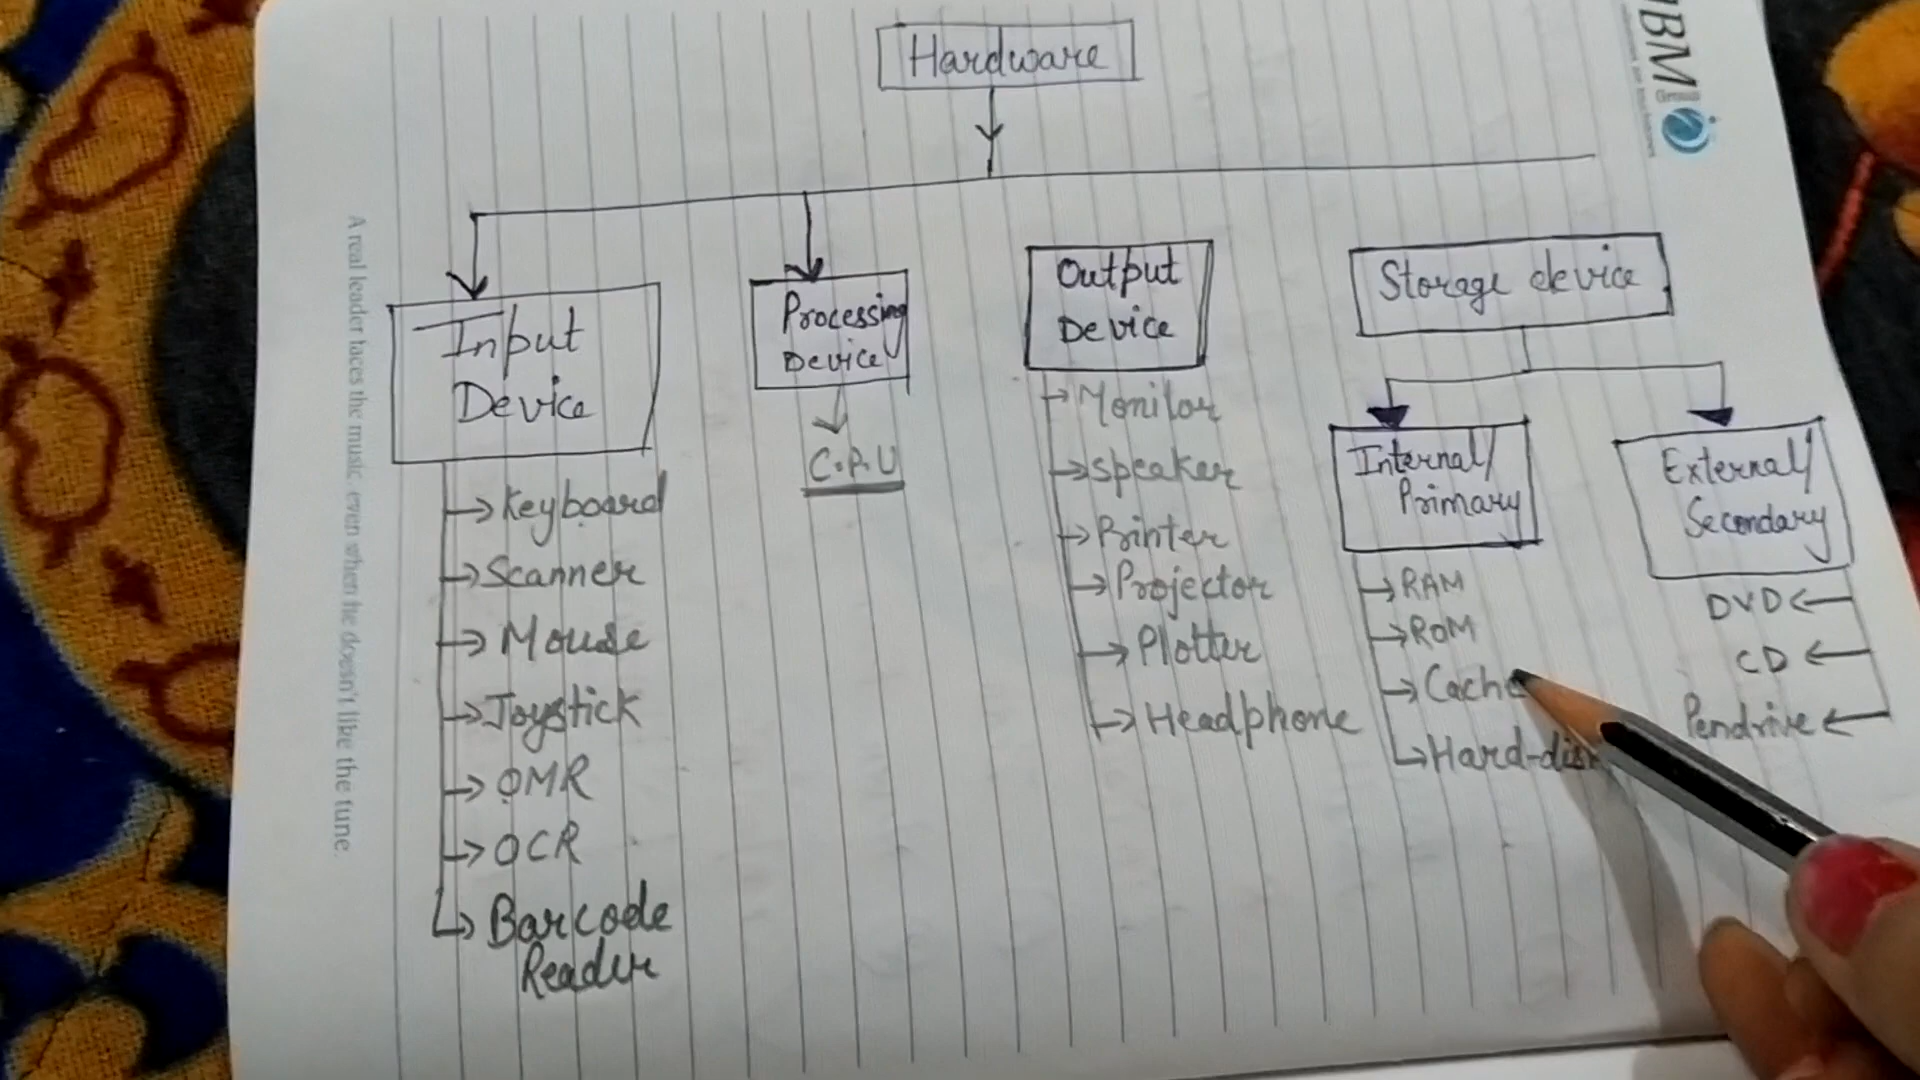 Hardware
IBM
Group
A real leader faces the music, even when he doesn't like the tune.
Input
Device
Keyboard
Scanner
Mouse
Joystick
OMR
OCR
Barcode
Reader
Processing
Device
C.P.U
Output
Device
Monitor
Speaker
Printer
Projector
Plotter
Headphone
Storage device
Internal/
Primary
RAM
ROM
Cache
Hard-disk
External/
Secondary
DVD
CD
Pendrive